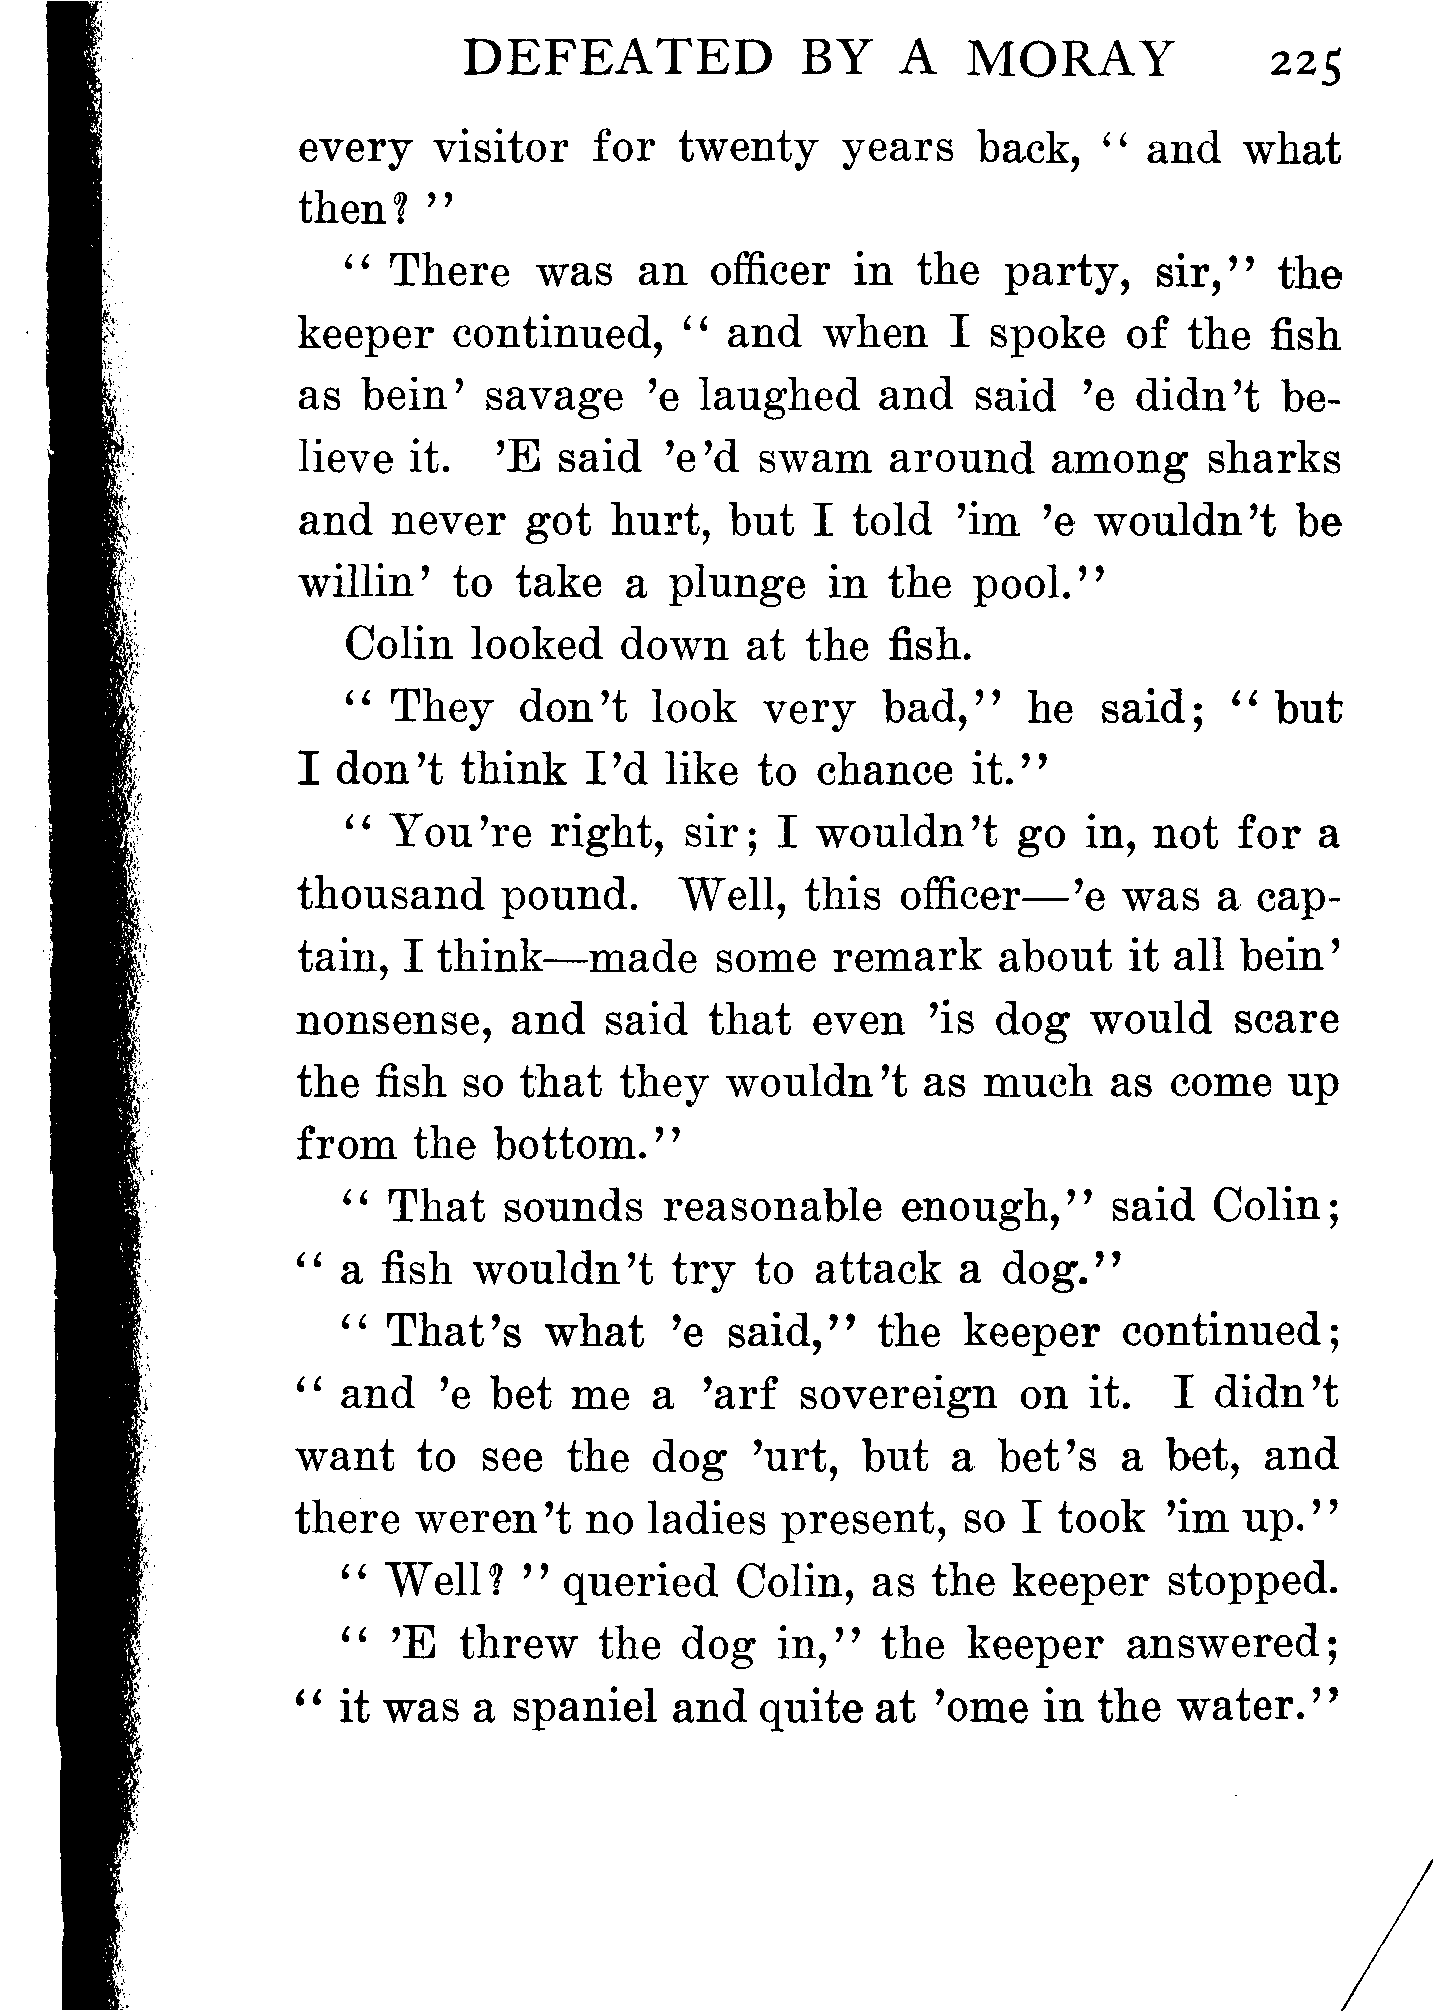 DEFEATED BY A MORAY 225
every visitor for twenty years back, “ and what
then? ”
“ There was an officer in the party, sir,” the
keeper continued, “ and when I spoke of the fish
as bein’ savage ’e laughed and said ’e didn’t be-
lieve it. ’E said ’e’d swam around among sharks
and never got hurt, but I told ’im ’e wouldn’t be
willin’ to take a plunge in the pool.”
Colin looked down at the fish.
“ They don’t look very bad,” he said; “ but
I don’t think I’d like to chance it.”
“ You’re right, sir; I wouldn’t go in, not for a
thousand pound. Well, this officer—’e was a cap-
tain, I think—made some remark about it all bein’
nonsense, and said that even ’is dog would scare
the fish so that they wouldn’t as much as come up
from the bottom.”
“ That sounds reasonable enough,” said Colin;
“ a fish wouldn’t try to attack a dog.”
“ That’s what ’e said,” the keeper continued;
“ and ’e bet me a ’arf sovereign on it. I didn’t
want to see the dog ’urt, but a bet’s a bet, and
there weren’t no ladies present, so I took ’im up.”
“ Well? ” queried Colin, as the keeper stopped.
“ ’E threw the dog in,” the keeper answered;
“ it was a spaniel and quite at ’ome in the water.”